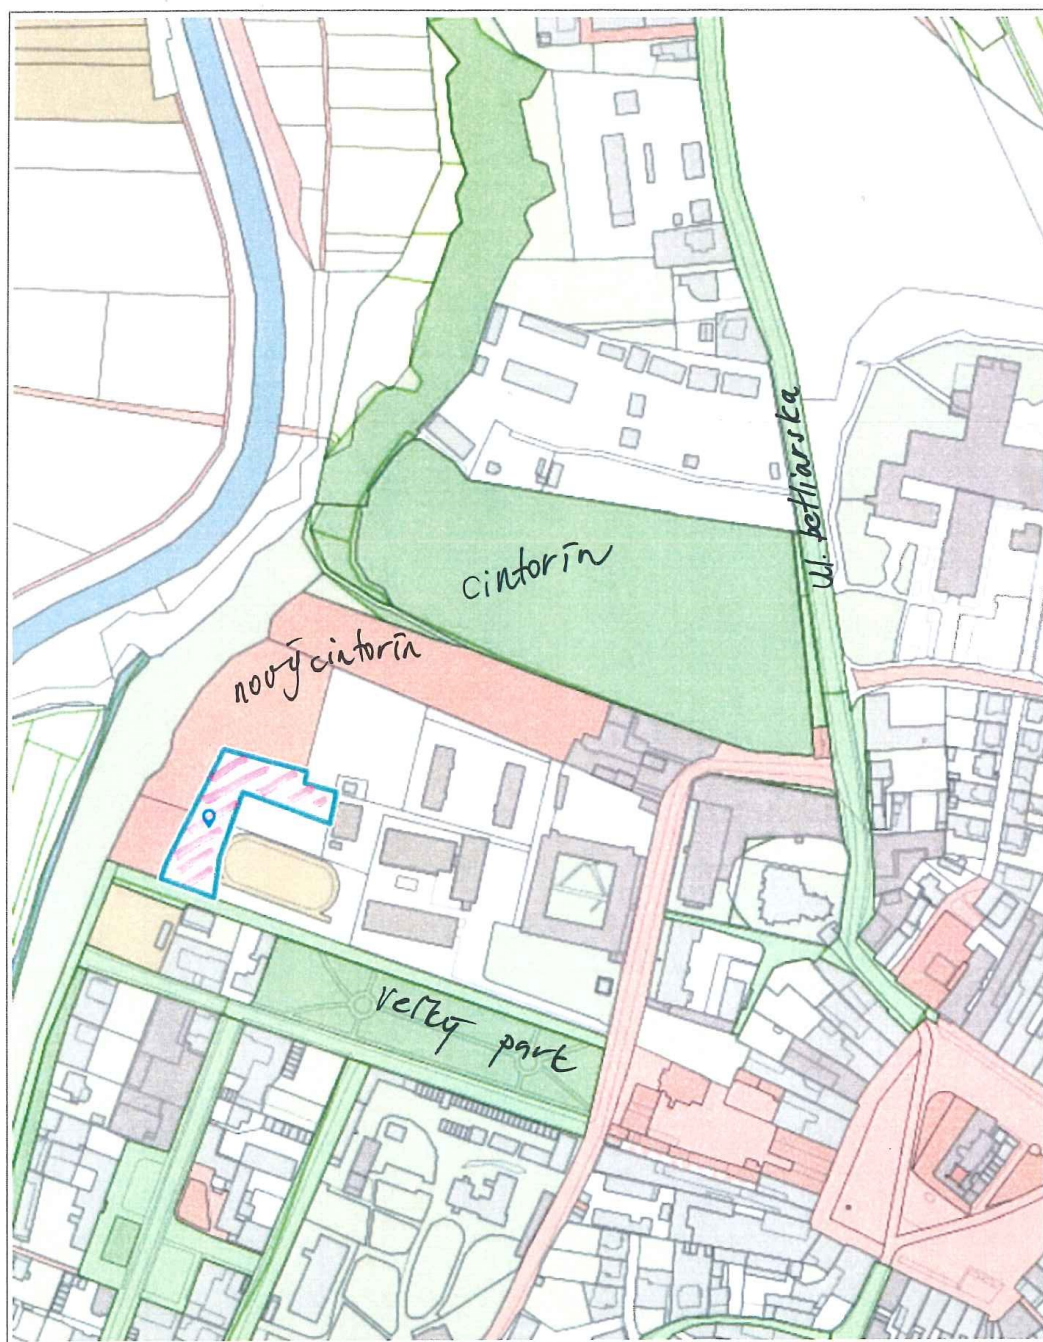 ul. betliarska
cintorín
nový cintorín
veľký park